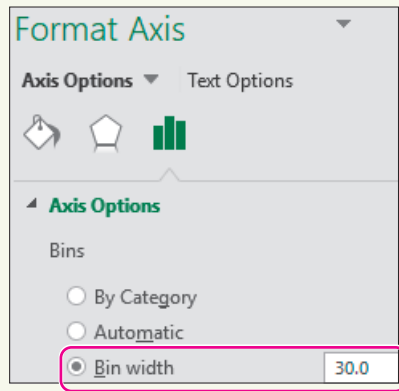 Format Axis
Axis Options Text Options
Axis Options
Bins
By Category
Automatic
Bin width 30.0